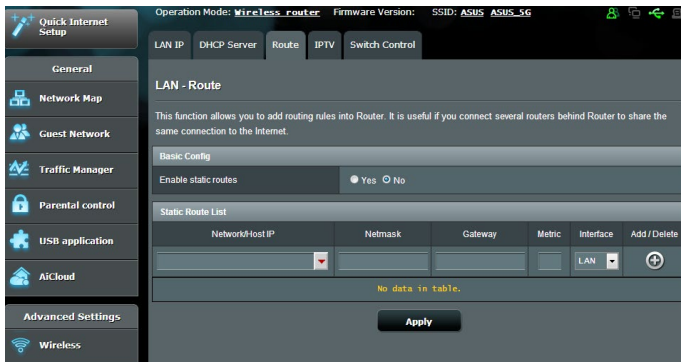 Operation Mode: Wireless router Firmware Version: SSID: ASUS ASUS_5G
Quick Internet
Setup
LAN IP DHCP Server Route IPTV Switch Control
General
Network Map
Guest Network
Traffic Manager
Parental control
USB application
AiCloud
Advanced Settings
Wireless
LAN - Route
This function allows you to add routing rules into Router. It is useful if you connect several routers behind Router to share the
same connection to the Internet.
Basic Config
Enable static routes Yes No
Static Route List
Network/Host IP Netmask Gateway Metric Interface Add / Delete
LAN
No data in table.
Apply